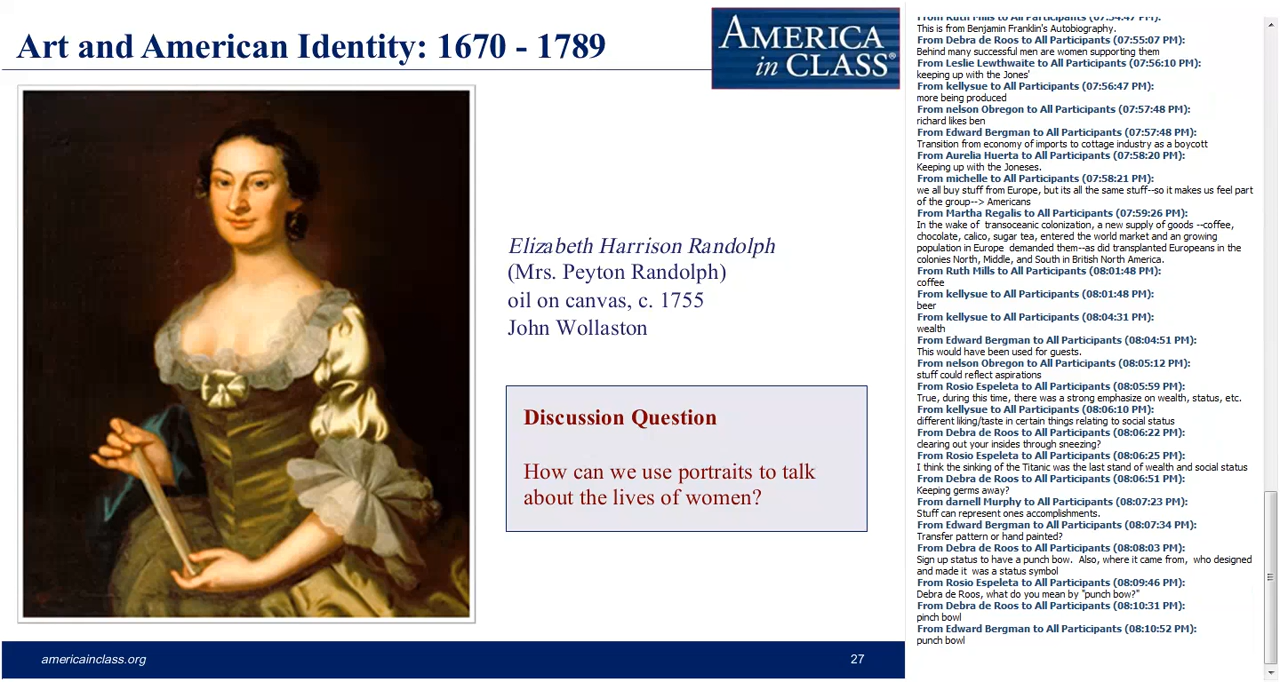 Art and American Identity: 1670 - 1789
AMERICA
in CLASS®
Elizabeth Harrison Randolph
(Mrs. Peyton Randolph)
oil on canvas, c. 1755
John Wollaston
Discussion Question
How can we use portraits to talk
about the lives of women?
americainclass.org
27
From Ruth Mills to All Participants (07:54:47 PM):
This is from Benjamin Franklin's Autobiography.
From Debra de Roos to All Participants (07:55:07 PM):
Behind many successful men are women supporting them
From Leslie Lewthwaite to All Participants (07:56:10 PM):
keeping up with the Jones'
From kellysue to All Participants (07:56:47 PM):
more being produced
From nelson Obregon to All Participants (07:57:48 PM):
richard likes ben
From Edward Bergman to All Participants (07:57:48 PM):
Transition from economy of imports to cottage industry as a boycott
From Aurelia Huerta to All Participants (07:58:20 PM):
Keeping up with the Joneses.
From michelle to All Participants (07:58:21 PM):
we all buy stuff from Europe, but its all the same stuff--so it makes us feel part
of the group--> Americans
From Martha Regalis to All Participants (07:59:26 PM):
In the wake of transoceanic colonization, a new supply of goods --coffee,
chocolate, calico, sugar tea, entered the world market and an growing
population in Europe demanded them--as did transplanted Europeans in the
colonies North, Middle, and South in British North America.
From Ruth Mills to All Participants (08:01:48 PM):
coffee
From kellysue to All Participants (08:01:48 PM):
beer
From kellysue to All Participants (08:04:31 PM):
wealth
From Edward Bergman to All Participants (08:04:51 PM):
This would have been used for guests.
From nelson Obregon to All Participants (08:05:12 PM):
stuff could reflect aspirations
From Rosio Espeleta to All Participants (08:05:59 PM):
True, during this time, there was a strong emphasize on wealth, status, etc.
From kellysue to All Participants (08:06:10 PM):
different liking/taste in certain things relating to social status
From Debra de Roos to All Participants (08:06:22 PM):
clearing out your insides through sneezing?
From Rosio Espeleta to All Participants (08:06:25 PM):
I think the sinking of the Titanic was the last stand of wealth and social status
From Debra de Roos to All Participants (08:06:51 PM):
Keeping germs away?
From darnell Murphy to All Participants (08:07:23 PM):
Stuff can represent ones accomplishments.
From Edward Bergman to All Participants (08:07:34 PM):
Transfer pattern or hand painted?
From Debra de Roos to All Participants (08:08:03 PM):
Sign up status to have a punch bow. Also, where it came from, who designed
and made it was a status symbol
From Rosio Espeleta to All Participants (08:09:46 PM):
Debra de Roos, what do you mean by "punch bow?"
From Debra de Roos to All Participants (08:10:31 PM):
pinch bowl
From Edward Bergman to All Participants (08:10:52 PM):
punch bowl